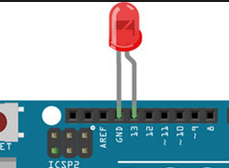 AREF
GND
13
12
~11
~10
~9
8
ICSP2
ET